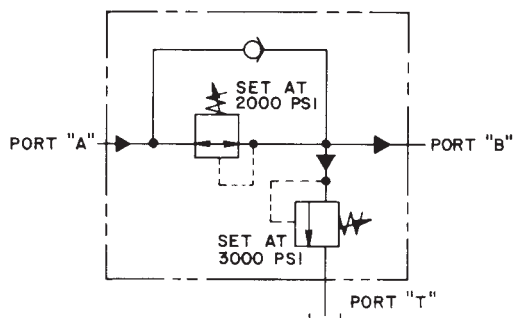 SET AT
2000 PSI
PORT "A"
PORT "B"
SET AT
3000 PSI
PORT "T"